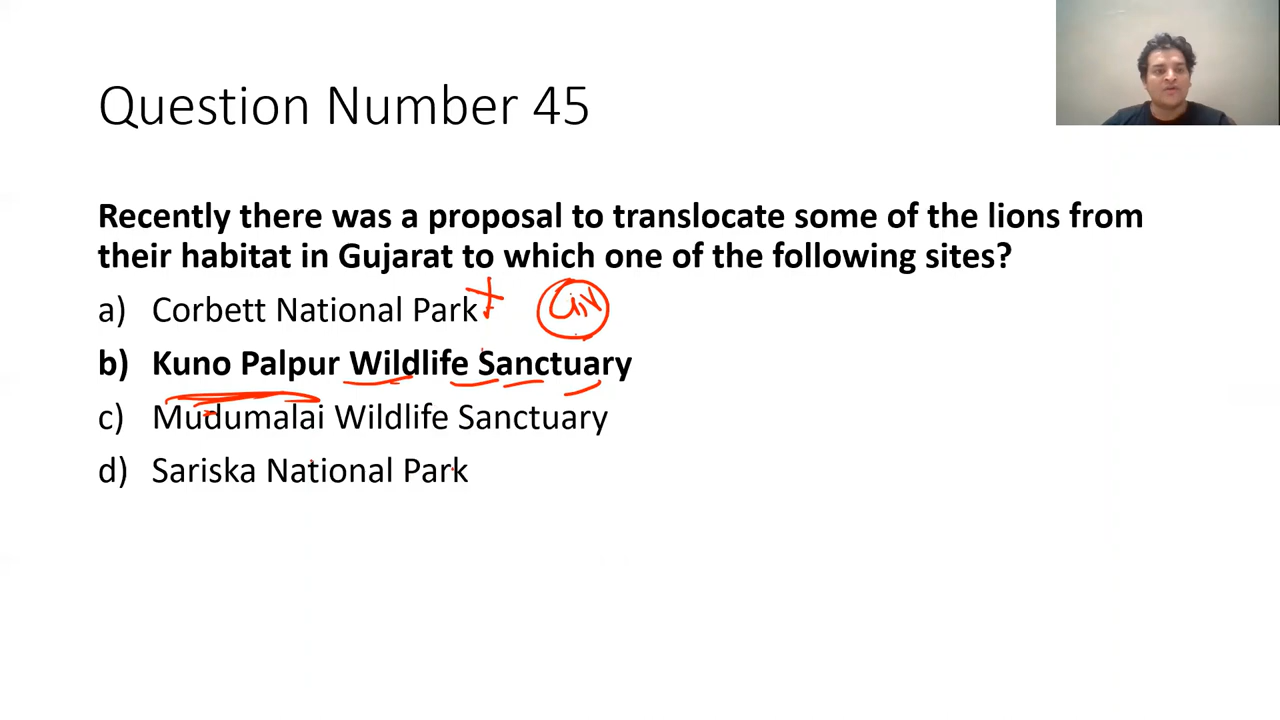 Question Number 45
Recently there was a proposal to translocate some of the lions from
their habitat in Gujarat to which one of the following sites?
a) Corbett National Park
Gir
b) Kuno Palpur Wildlife Sanctuary
c) Mudumalai Wildlife Sanctuary
d) Sariska National Park